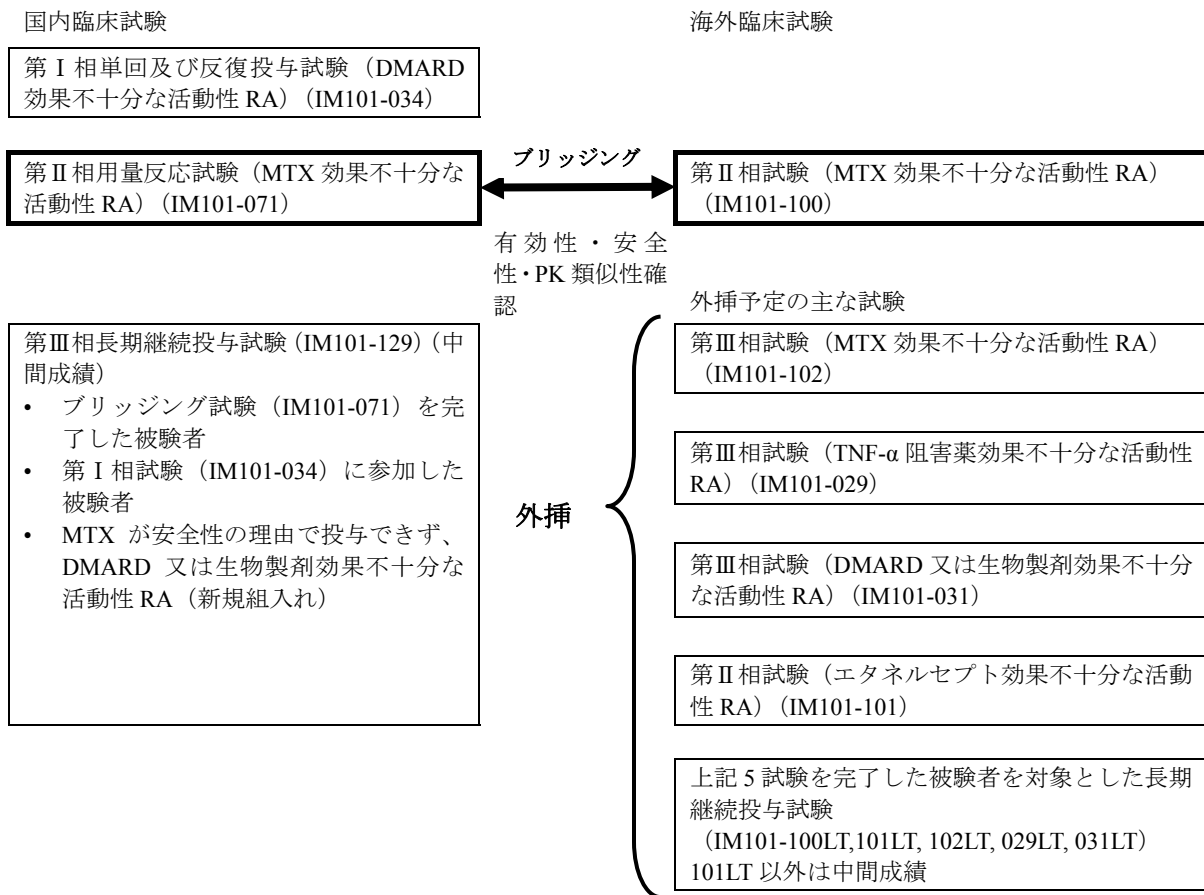 国内臨床試験
海外臨床試験
第Ⅰ相単回及び反復投与試験（DMARD
効果不十分な活動性 RA）（IM101-034）
第Ⅱ相用量反応試験（MTX 効果不十分な
活動性 RA）（IM101-071）
ブリッジング
第Ⅱ相試験（MTX 効果不十分な活動性 RA）
（IM101-100）
有効性・安全
性・PK 類似性確
認
外挿予定の主な試験
第Ⅲ相長期継続投与試験（IM101-129）（中
間成績）
• ブリッジング試験（IM101-071）を完
了した被験者
• 第Ⅰ相試験（IM101-034）に参加した
被験者
• MTX が安全性の理由で投与できず、
DMARD 又は生物製剤効果不十分な
活動性 RA（新規組入れ）
外挿
第Ⅲ相試験（MTX 効果不十分な活動性 RA）
（IM101-102）
第Ⅲ相試験（TNF-α 阻害薬効果不十分な活動性
RA）（IM101-029）
第Ⅲ相試験（DMARD 又は生物製剤効果不十分
な活動性 RA）（IM101-031）
第Ⅱ相試験（エタネルセプト効果不十分な活動
性 RA）（IM101-101）
上記 5 試験を完了した被験者を対象とした長期
継続投与試験
（IM101-100LT,101LT, 102LT, 029LT, 031LT）
101LT 以外は中間成績